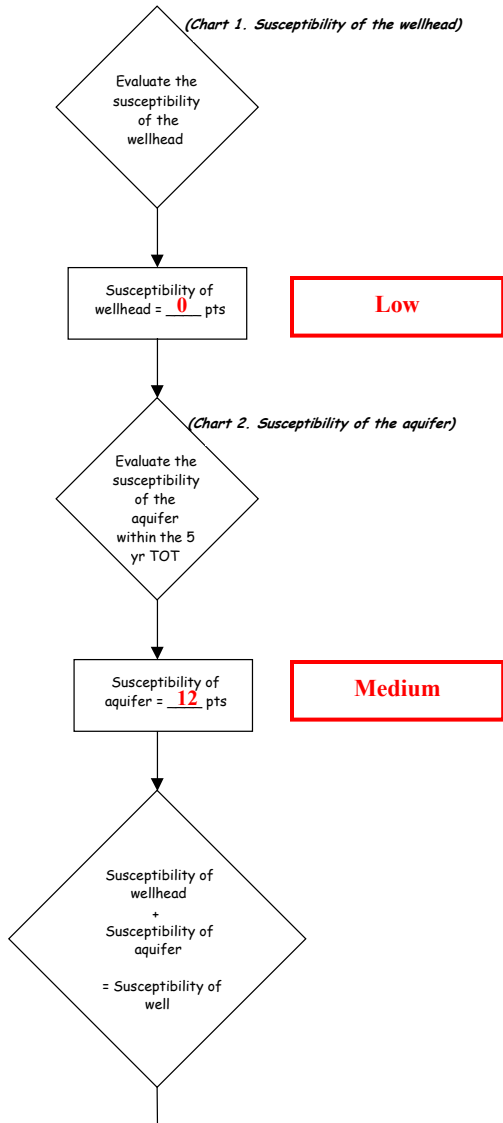 (Chart 1. Susceptibility of the wellhead)
Evaluate the
susceptibility
of the
wellhead
Susceptibility of
wellhead = __0__ pts
Low
(Chart 2. Susceptibility of the aquifer)
Evaluate the
susceptibility
of the
aquifer
within the 5
yr TOT
Susceptibility of
aquifer = __12__ pts
Medium
Susceptibility of
wellhead
+
Susceptibility of
aquifer
= Susceptibility of
well